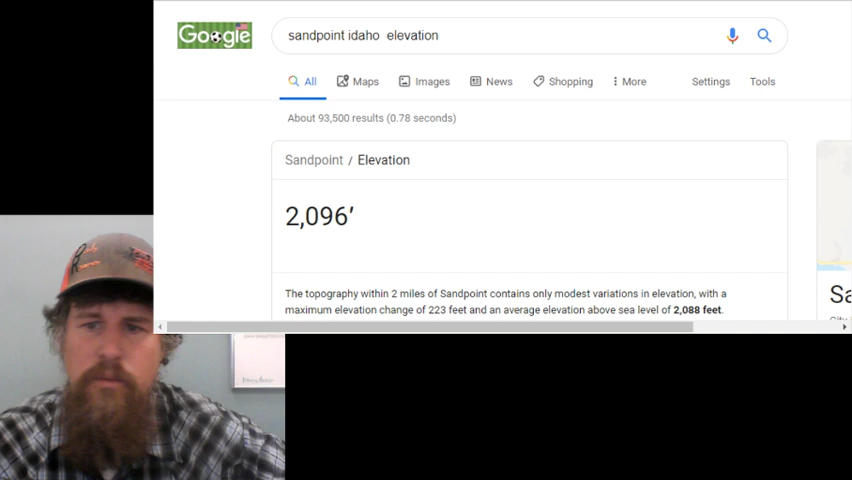 Google
sandpoint idaho elevation
All Maps Images News Shopping More Settings Tools
About 93,500 results (0.78 seconds)
Sandpoint / Elevation
2,096′
The topography within 2 miles of Sandpoint contains only modest variations in elevation, with a
maximum elevation change of 223 feet and an average elevation above sea level of 2,088 feet.
Sa